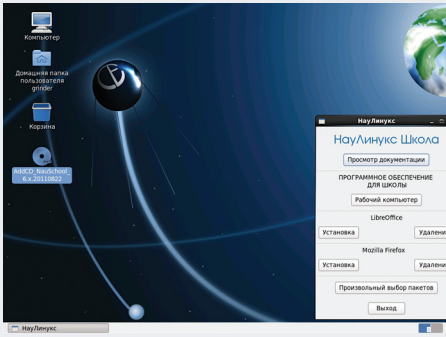 Компьютер
Домашняя папка
пользователя
grinder
Корзина
AddCD_NauSchool_
6.x.20110822
НауЛинукс
НауЛинукс Школа
Просмотр документации
ПРОГРАММНОЕ ОБЕСПЕЧЕНИЕ
ДЛЯ ШКОЛЫ
Рабочий компьютер
LibreOffice
Установка Удалени
Mozilla Firefox
Установка Удалени
Произвольный выбор пакетов
Выход
НауЛинукс